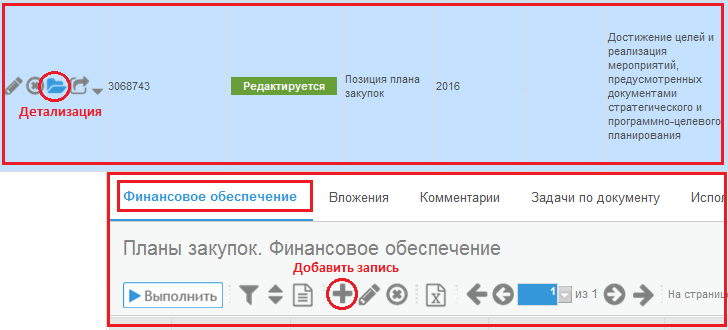 Достижение целей и
реализация
мероприятий,
предусмотренных
документами
стратегического и
программно-целевого
планирования
3068743
Редактируется
Позиция плана
закупок
2016
Детализация
Финансовое обеспечение
Вложения
Комментарии
Задачи по документу
Испол
Планы закупок. Финансовое обеспечение
Добавить запись
Выполнить
X
1
из 1
На страниц